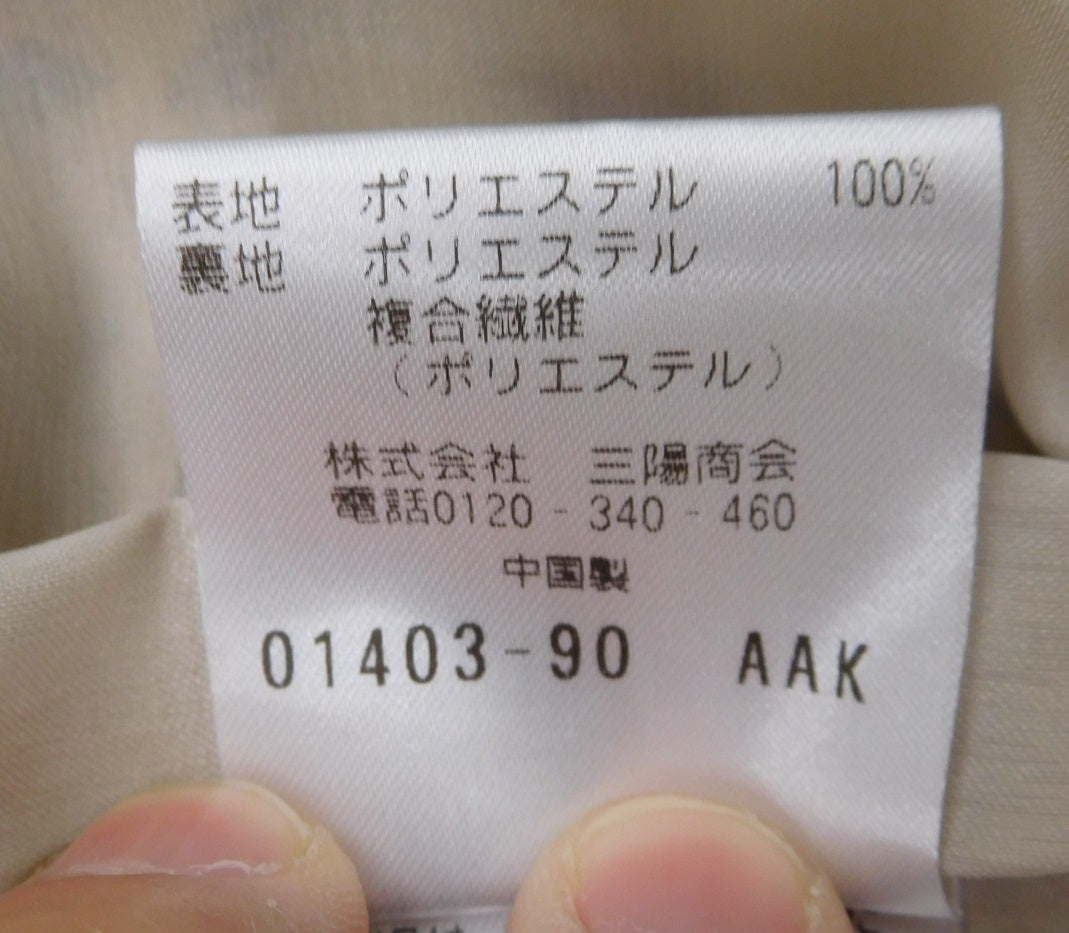 表地 ポリエステル 100%
裏地 ポリエステル
複合繊維
(ポリエステル)
株式会社 三陽商会
電話0120-340-460
中国製
01403-90 AAK